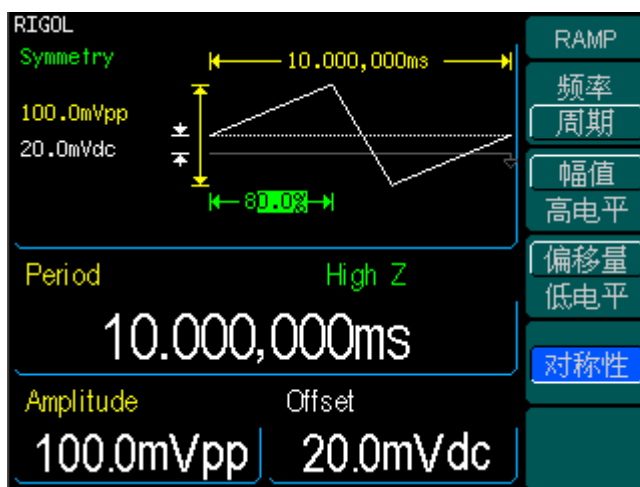 RIGOL
Symmetry
10.000,000ms
100.0mVpp
20.0mVdc
80.0%
Period
High Z
10.000,000ms
Amplitude
Offset
100.0mVpp
20.0mVdc
RAMP
频率
周期
幅值
高电平
偏移量
低电平
对称性